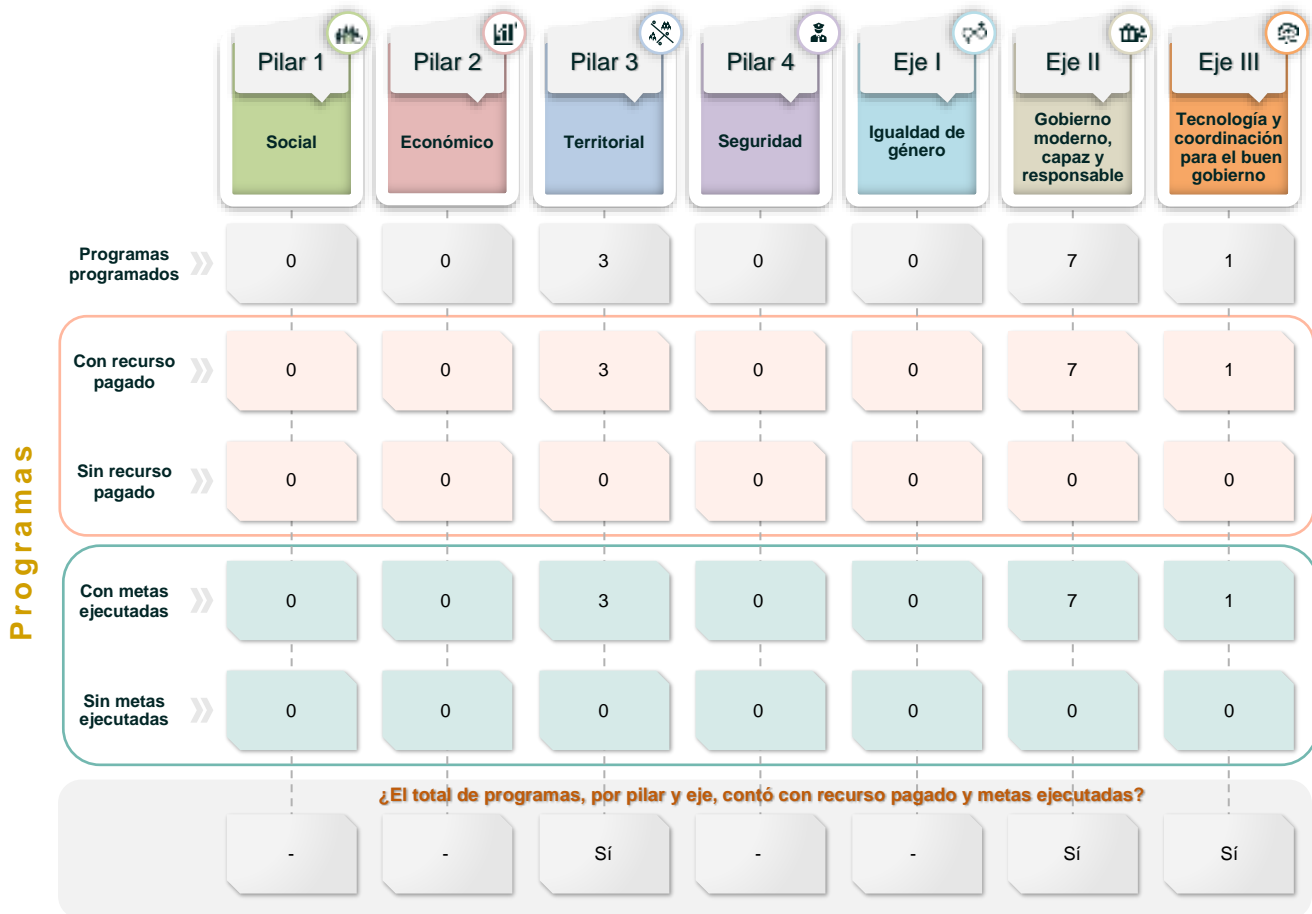 Pilar 1
Pilar 2
Pilar 3
Pilar 4
Eje I
Eje II
Eje III
Social
Económico
Territorial
Seguridad
Igualdad de
género
Gobierno
moderno,
capaz y
responsable
Tecnología y
coordinación
para el buen
gobierno
Programas
Programas
programados
0
0
3
0
0
7
1
Con recurso
pagado
0
0
3
0
0
7
1
Sin recurso
pagado
0
0
0
0
0
0
0
Con metas
ejecutadas
0
0
3
0
0
7
1
Sin metas
ejecutadas
0
0
0
0
0
0
0
¿El total de programas, por pilar y eje, contó con recurso pagado y metas ejecutadas?
-
-
Sí
-
-
Sí
Sí